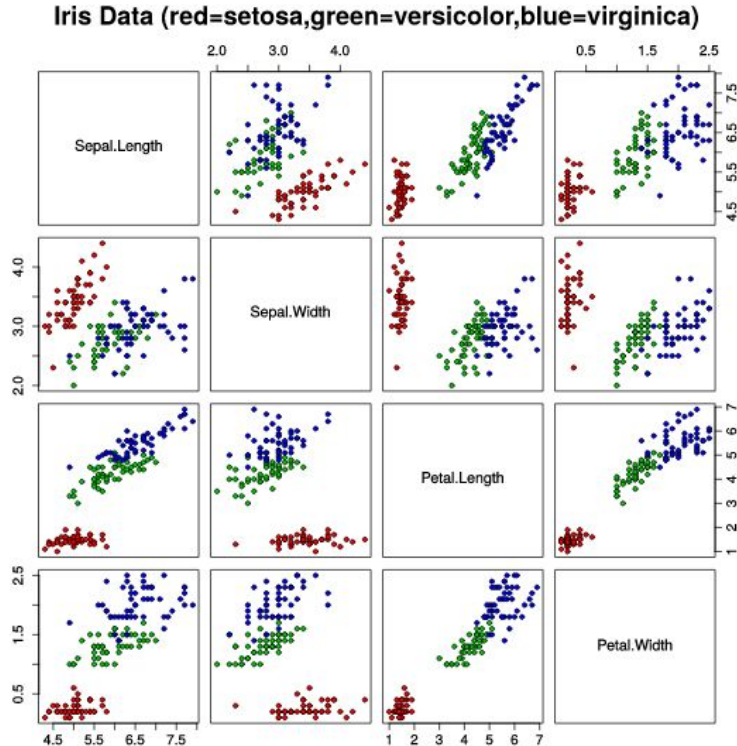 Iris Data (red=setosa,green=versicolor,blue=virginica)
2.0 3.0 4.0 0.5 1.5 2.5
Sepal.Length
4.5 5.5 6.5 7.5
2.0 3.0 4.0
Sepal.Width
Petal.Length
1 2 3 4 5 6 7
0.5 1.5 2.5
Petal.Width
4.5 5.5 6.5 7.5 1 2 3 4 5 6 7